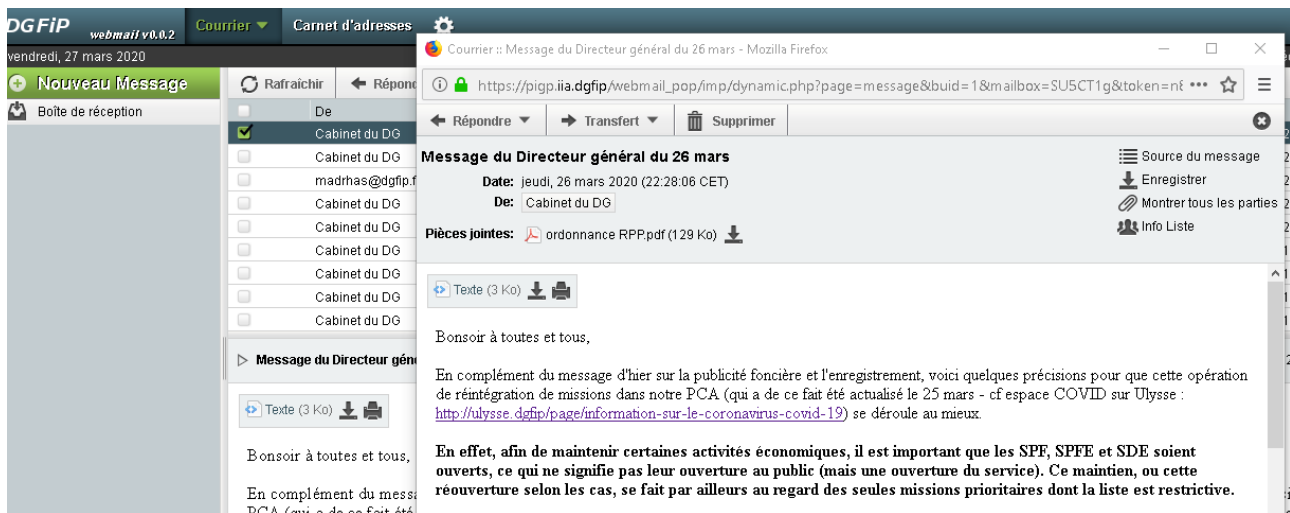 DGFiP webmail v0.0.2 Courrier Carnet d'adresses
vendredi, 27 mars 2020
Nouveau Message
Boîte de réception
Rafraîchir
De
Cabinet du DG
Cabinet du DG
madrhas@dgfip.f
Cabinet du DG
Cabinet du DG
Cabinet du DG
Cabinet du DG
Cabinet du DG
Cabinet du DG
Message du Directeur géné
Texte (3 Ko)
Bonsoir à toutes et tous,
En complément du messa
Courrier :: Message du Directeur général du 26 mars - Mozilla Firefox
https://pigp.iia.dgfip/webmail_pop/imp/dynamic.php?page=message&buid=1&mailbox=SU5CT1g&token=n
Répondre Transfert Supprimer
Message du Directeur général du 26 mars
Date: jeudi, 26 mars 2020 (22:28:06 CET)
De: Cabinet du DG
Pièces jointes: ordonnance RPP.pdf (129 Ko)
Source du message
Enregistrer
Montrer tous les parties
Info Liste
Texte (3 Ko)
Bonsoir à toutes et tous,
En complément du message d'hier sur la publicité foncière et l'enregistrement, voici quelques précisions pour que cette opération
de réintégration de missions dans notre PCA (qui a de ce fait été actualisé le 25 mars - cf espace COVID sur Ulysse :
http://ulysse.dgfip/page/information-sur-le-coronavirus-covid-19) se déroule au mieux.
En effet, afin de maintenir certaines activités économiques, il est important que les SPF, SPFE et SDE soient
ouverts, ce qui ne signifie pas leur ouverture au public (mais une ouverture du service). Ce maintien, ou cette
réouverture selon les cas, se fait par ailleurs au regard des seules missions prioritaires dont la liste est restrictive.